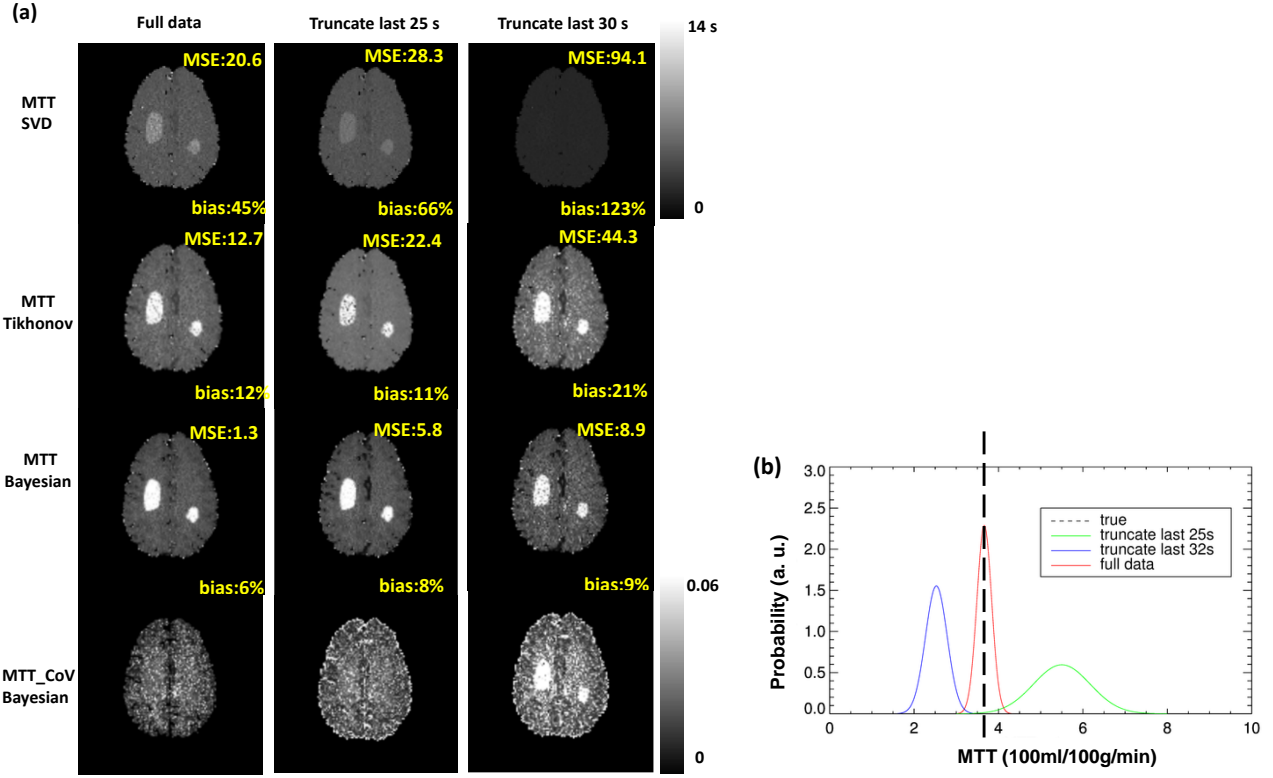 (a)
Full data
Truncate last 25 s
Truncate last 30 s
14 s
MSE:20.6
MSE:28.3
MSE:94.1
MTT
SVD
bias:45%
bias:66%
bias:123%
0
MSE:12.7
MSE:22.4
MSE:44.3
MTT
Tikhonov
bias:12%
bias:11%
bias:21%
MSE:1.3
MSE:5.8
MSE:8.9
MTT
Bayesian
bias:6%
bias:8%
bias:9%
0.06
MTT_CoV
Bayesian
0
(b)
3.0
2.5
2.0
1.5
1.0
0.5
0.0
Probability (a. u.)
true
truncate last 25s
truncate last 32s
full data
0 2 4 6 8 10
MTT (100ml/100g/min)